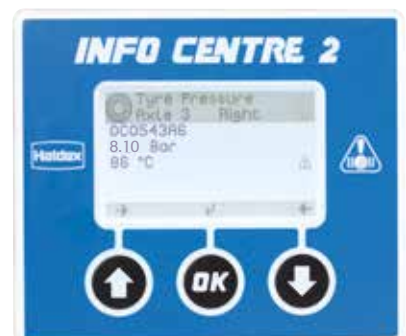 INFO CENTRE 2
Tyre Pressure
Axle 3 Right
0C0543A6
8.10 Bar
86 °C
Haldex
OK